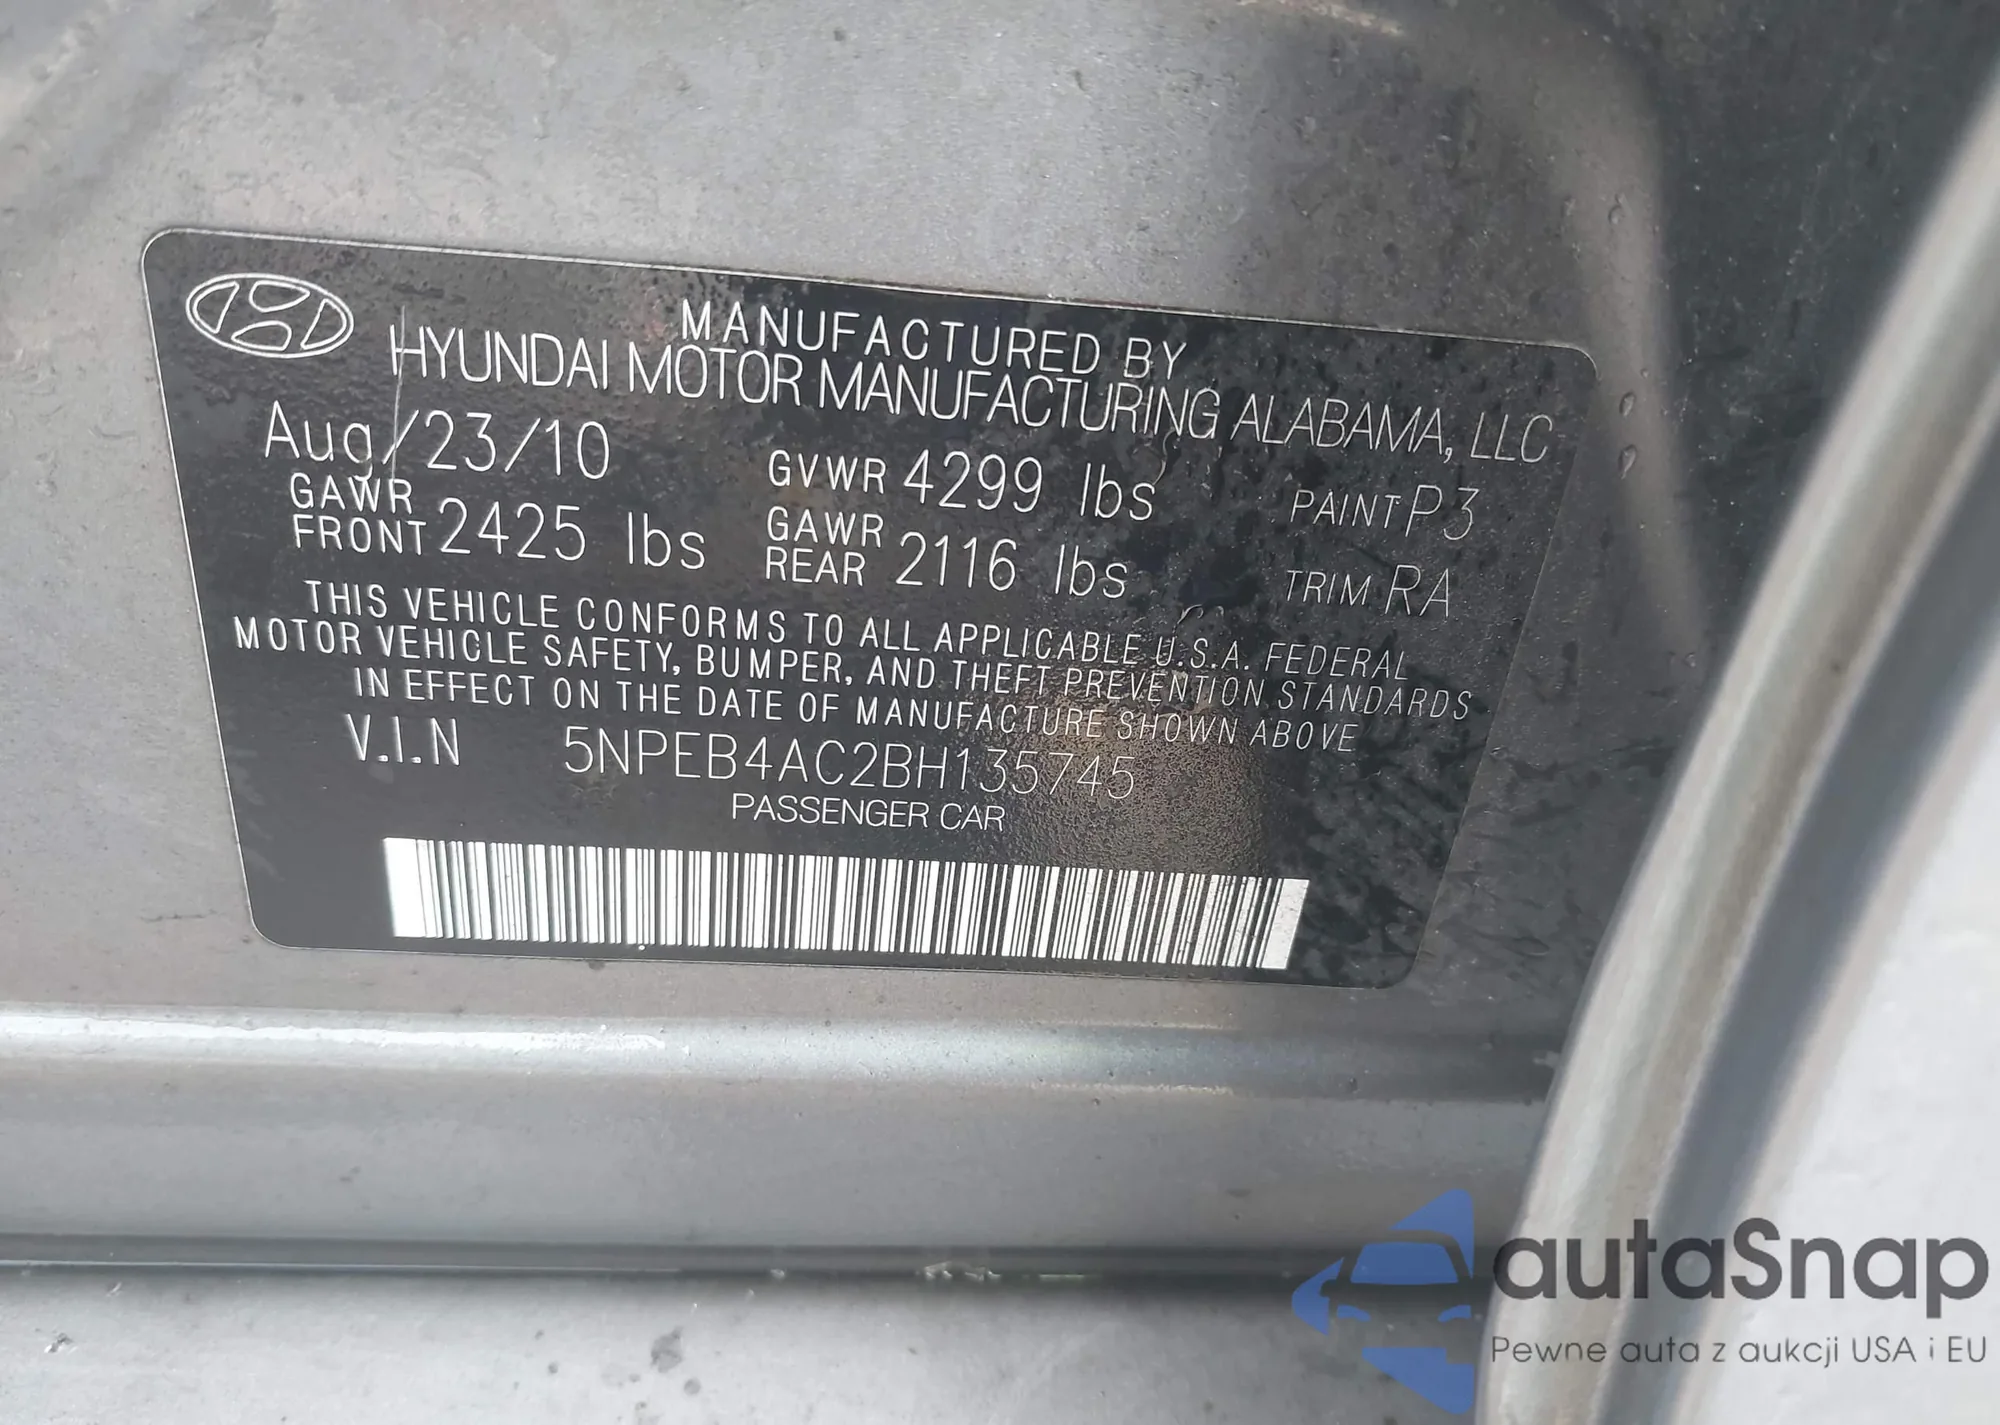 MANUFACTURED BY
HYUNDAI MOTOR MANUFACTURING ALABAMA, LLC
Aug/23/10 GVWR 4299 lbs PAINT P3
GAWR FRONT 2425 lbs GAWR REAR 2116 lbs TRIM RA
THIS VEHICLE CONFORMS TO ALL APPLICABLE U.S.A. FEDERAL
MOTOR VEHICLE SAFETY, BUMPER, AND THEFT PREVENTION STANDARDS
IN EFFECT ON THE DATE OF MANUFACTURE SHOWN ABOVE
V.I.N 5NPEB4AC2BH135745
PASSENGER CAR
autaSnap
Pewne auta z aukcji USA i EU